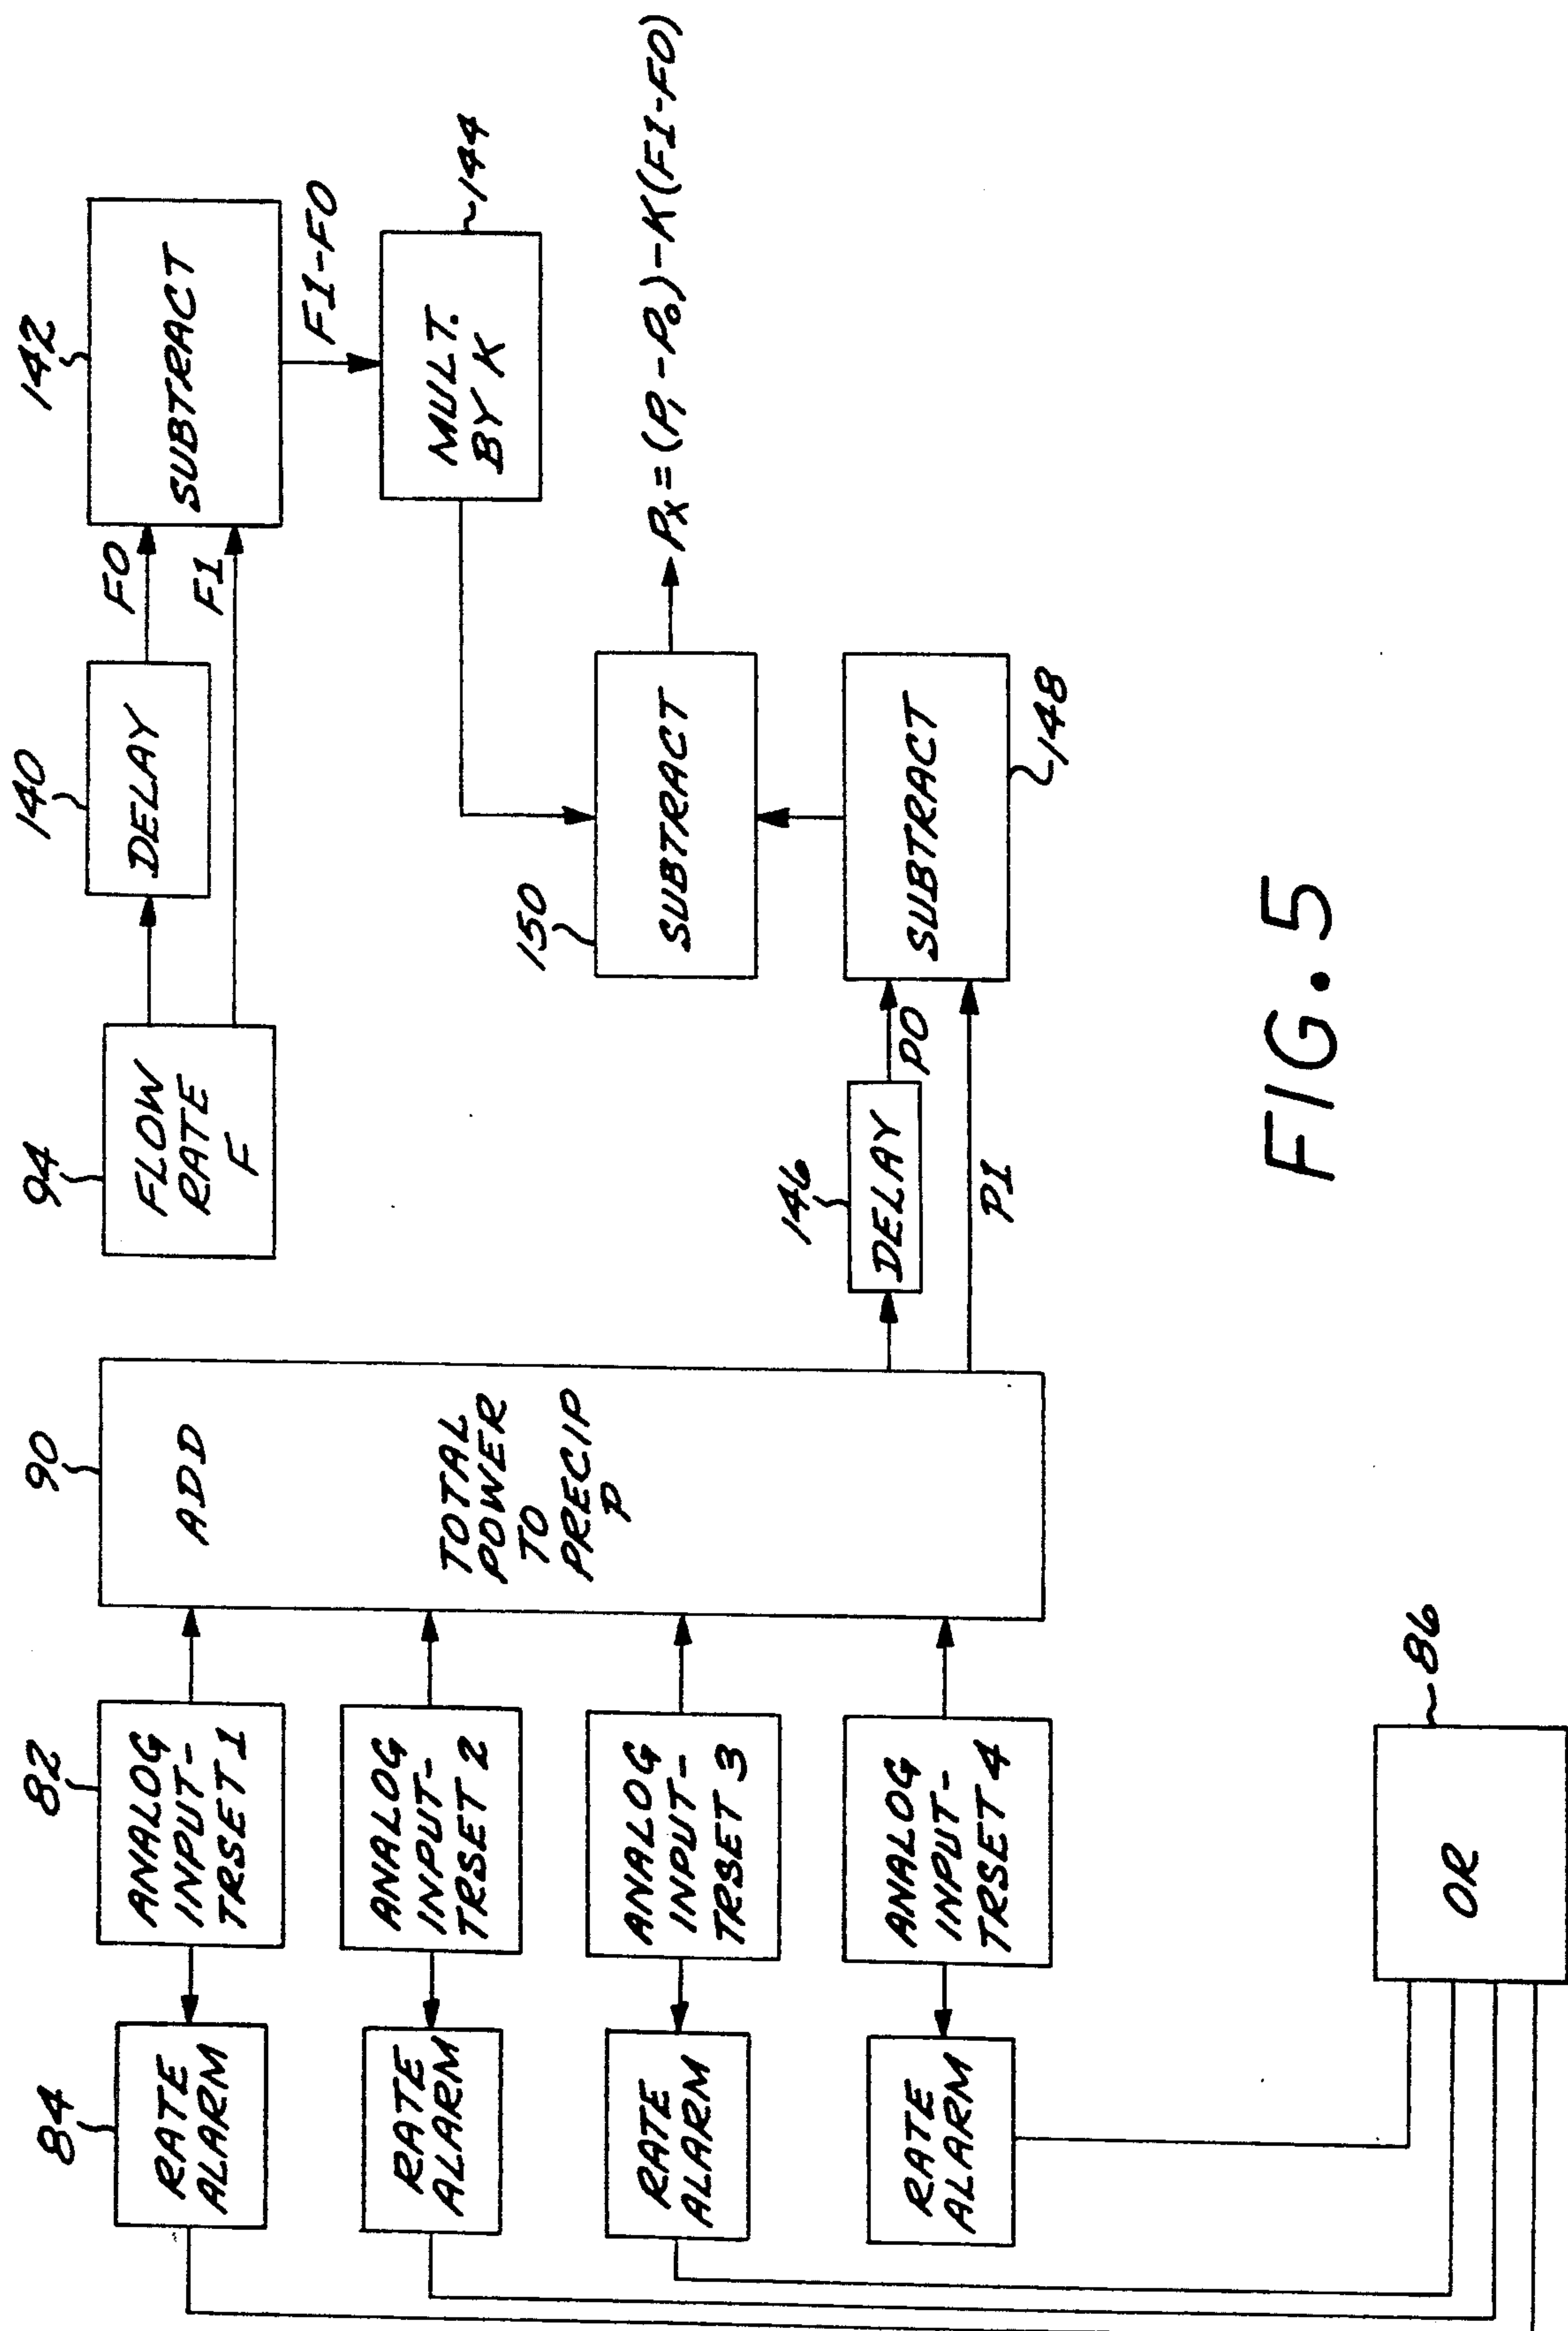 84
RATE
ALARM
RATE
ALARM
RATE
ALARM
RATE
ALARM
82
ANALOG
INPUT-
TRSET 1
ANALOG
INPUT-
TRSET 2
ANALOG
INPUT-
TRSET 3
ANALOG
INPUT-
TRSET 4
OR
86
90
ADD
TOTAL
POWER
TO
PRECIP
P
94
FLOW
RATE
F
140
DELAY
F0
F1
142
SUBTRACT
F1-F0
MULT.
BY K
144
146
DELAY
P0
P1
SUBTRACT
148
150
SUBTRACT
Px=(P₁-P₀)-K(F1-F0)
FIG. 5